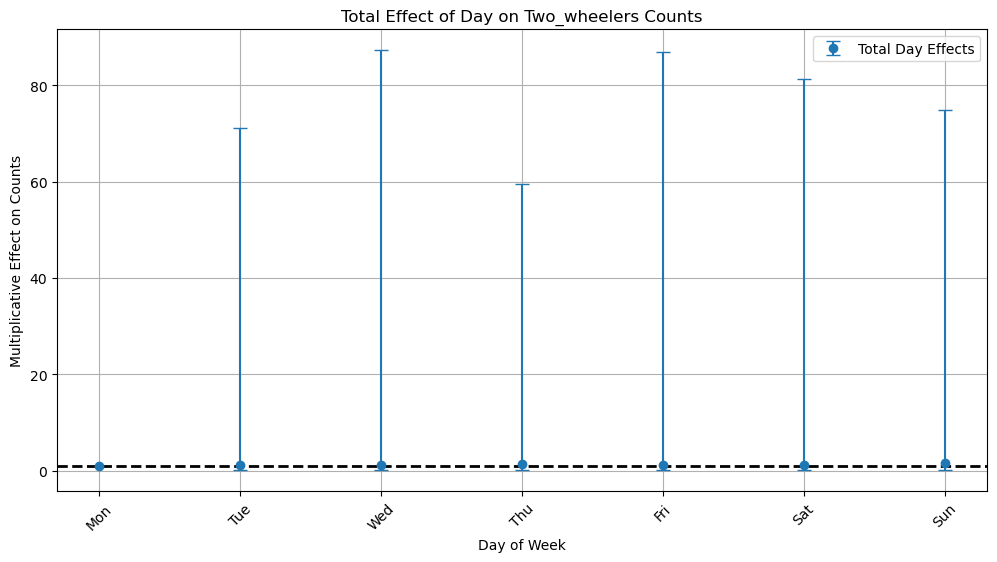 Total Effect of Day on Two_wheelers Counts
Total Day Effects
Multiplicative Effect on Counts
80
60
40
20
0
Mon
Tue
Wed
Thu
Fri
Sat
Sun
Day of Week